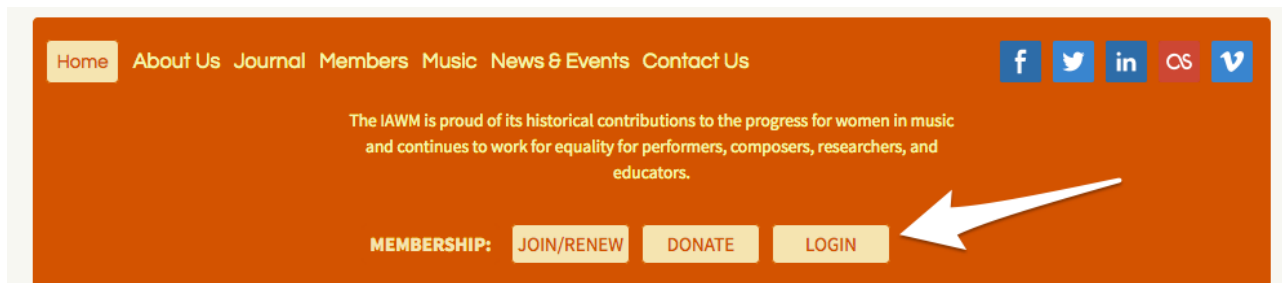 Home About Us Journal Members Music News & Events Contact Us f in os v
The IAWM is proud of its historical contributions to the progress for women in music
and continues to work for equality for performers, composers, researchers, and
educators.
MEMBERSHIP: JOIN/RENEW DONATE LOGIN